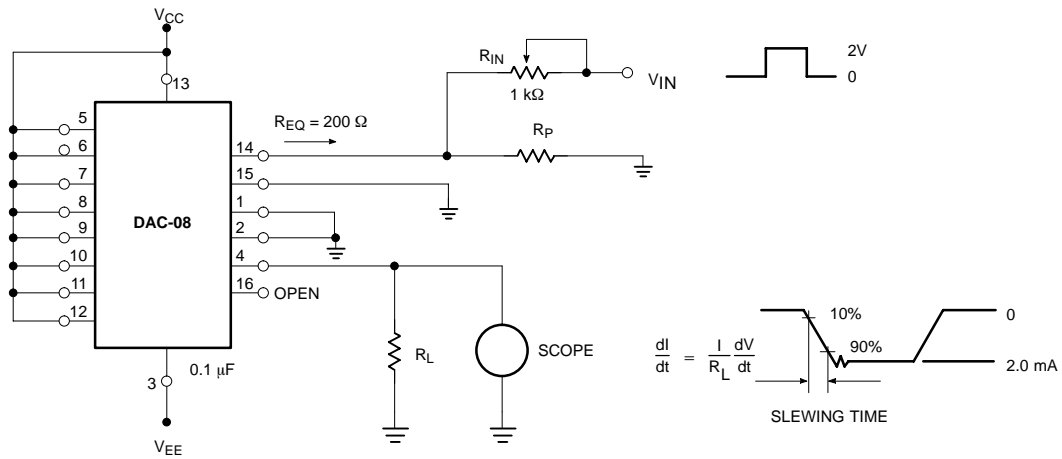 VCC
13
5
6
7
8
9
10
11
12
DAC-08
14
15
1
2
4
16
OPEN
REQ = 200 Ω
RIN
1 kΩ
VIN
RP
2V
0
RL
SCOPE
3
0.1 μF
VEE
dI/dt = I/RL dV/dt
10%
90%
0
2.0 mA
SLEWING TIME